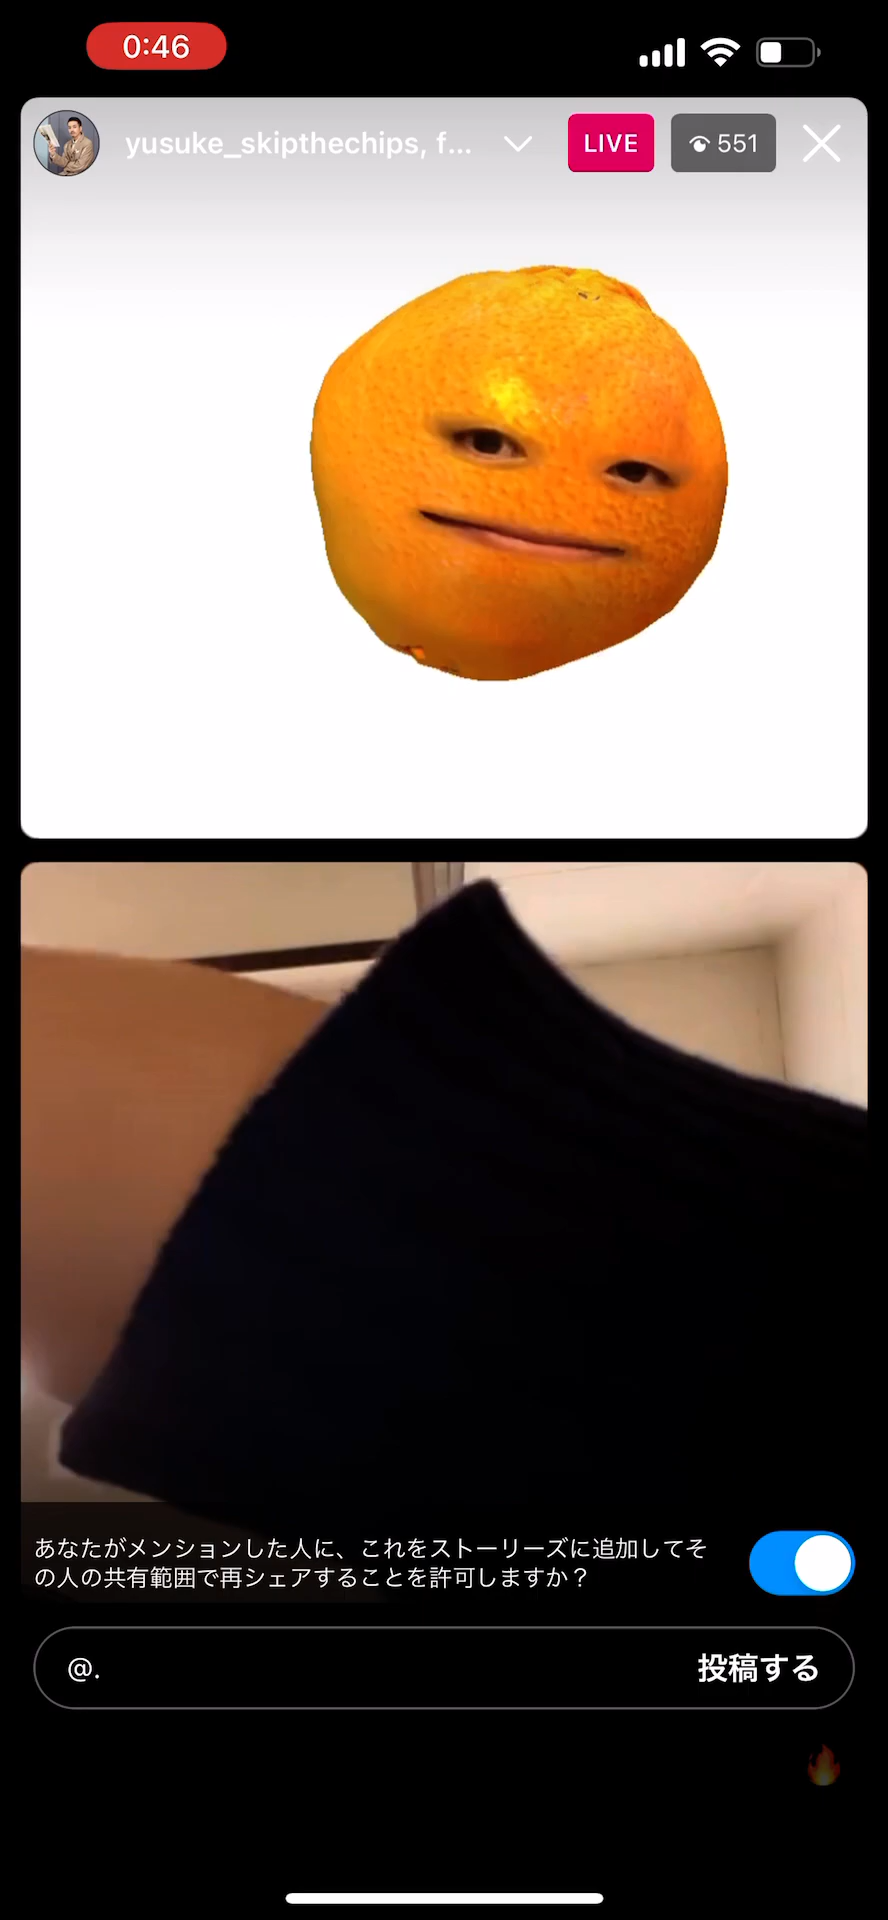 0:46
yusuke_skipthechips, f...
LIVE
551
あなたがメンションした人に、これをストーリーズに追加してそ
の人の共有範囲で再シェアすることを許可しますか？
@.
投稿する